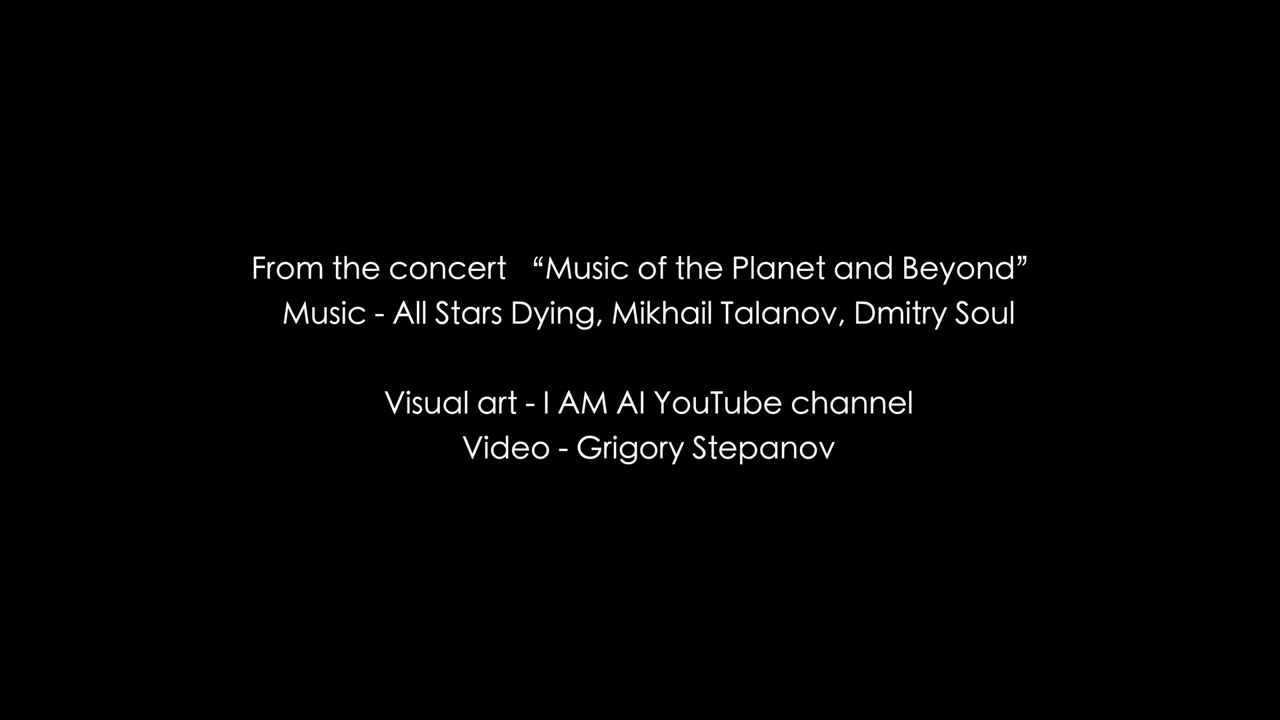 From the concert “Music of the Planet and Beyond”
Music - All Stars Dying, Mikhail Talanov, Dmitry Soul
Visual art - I AM AI YouTube channel
Video - Grigory Stepanov